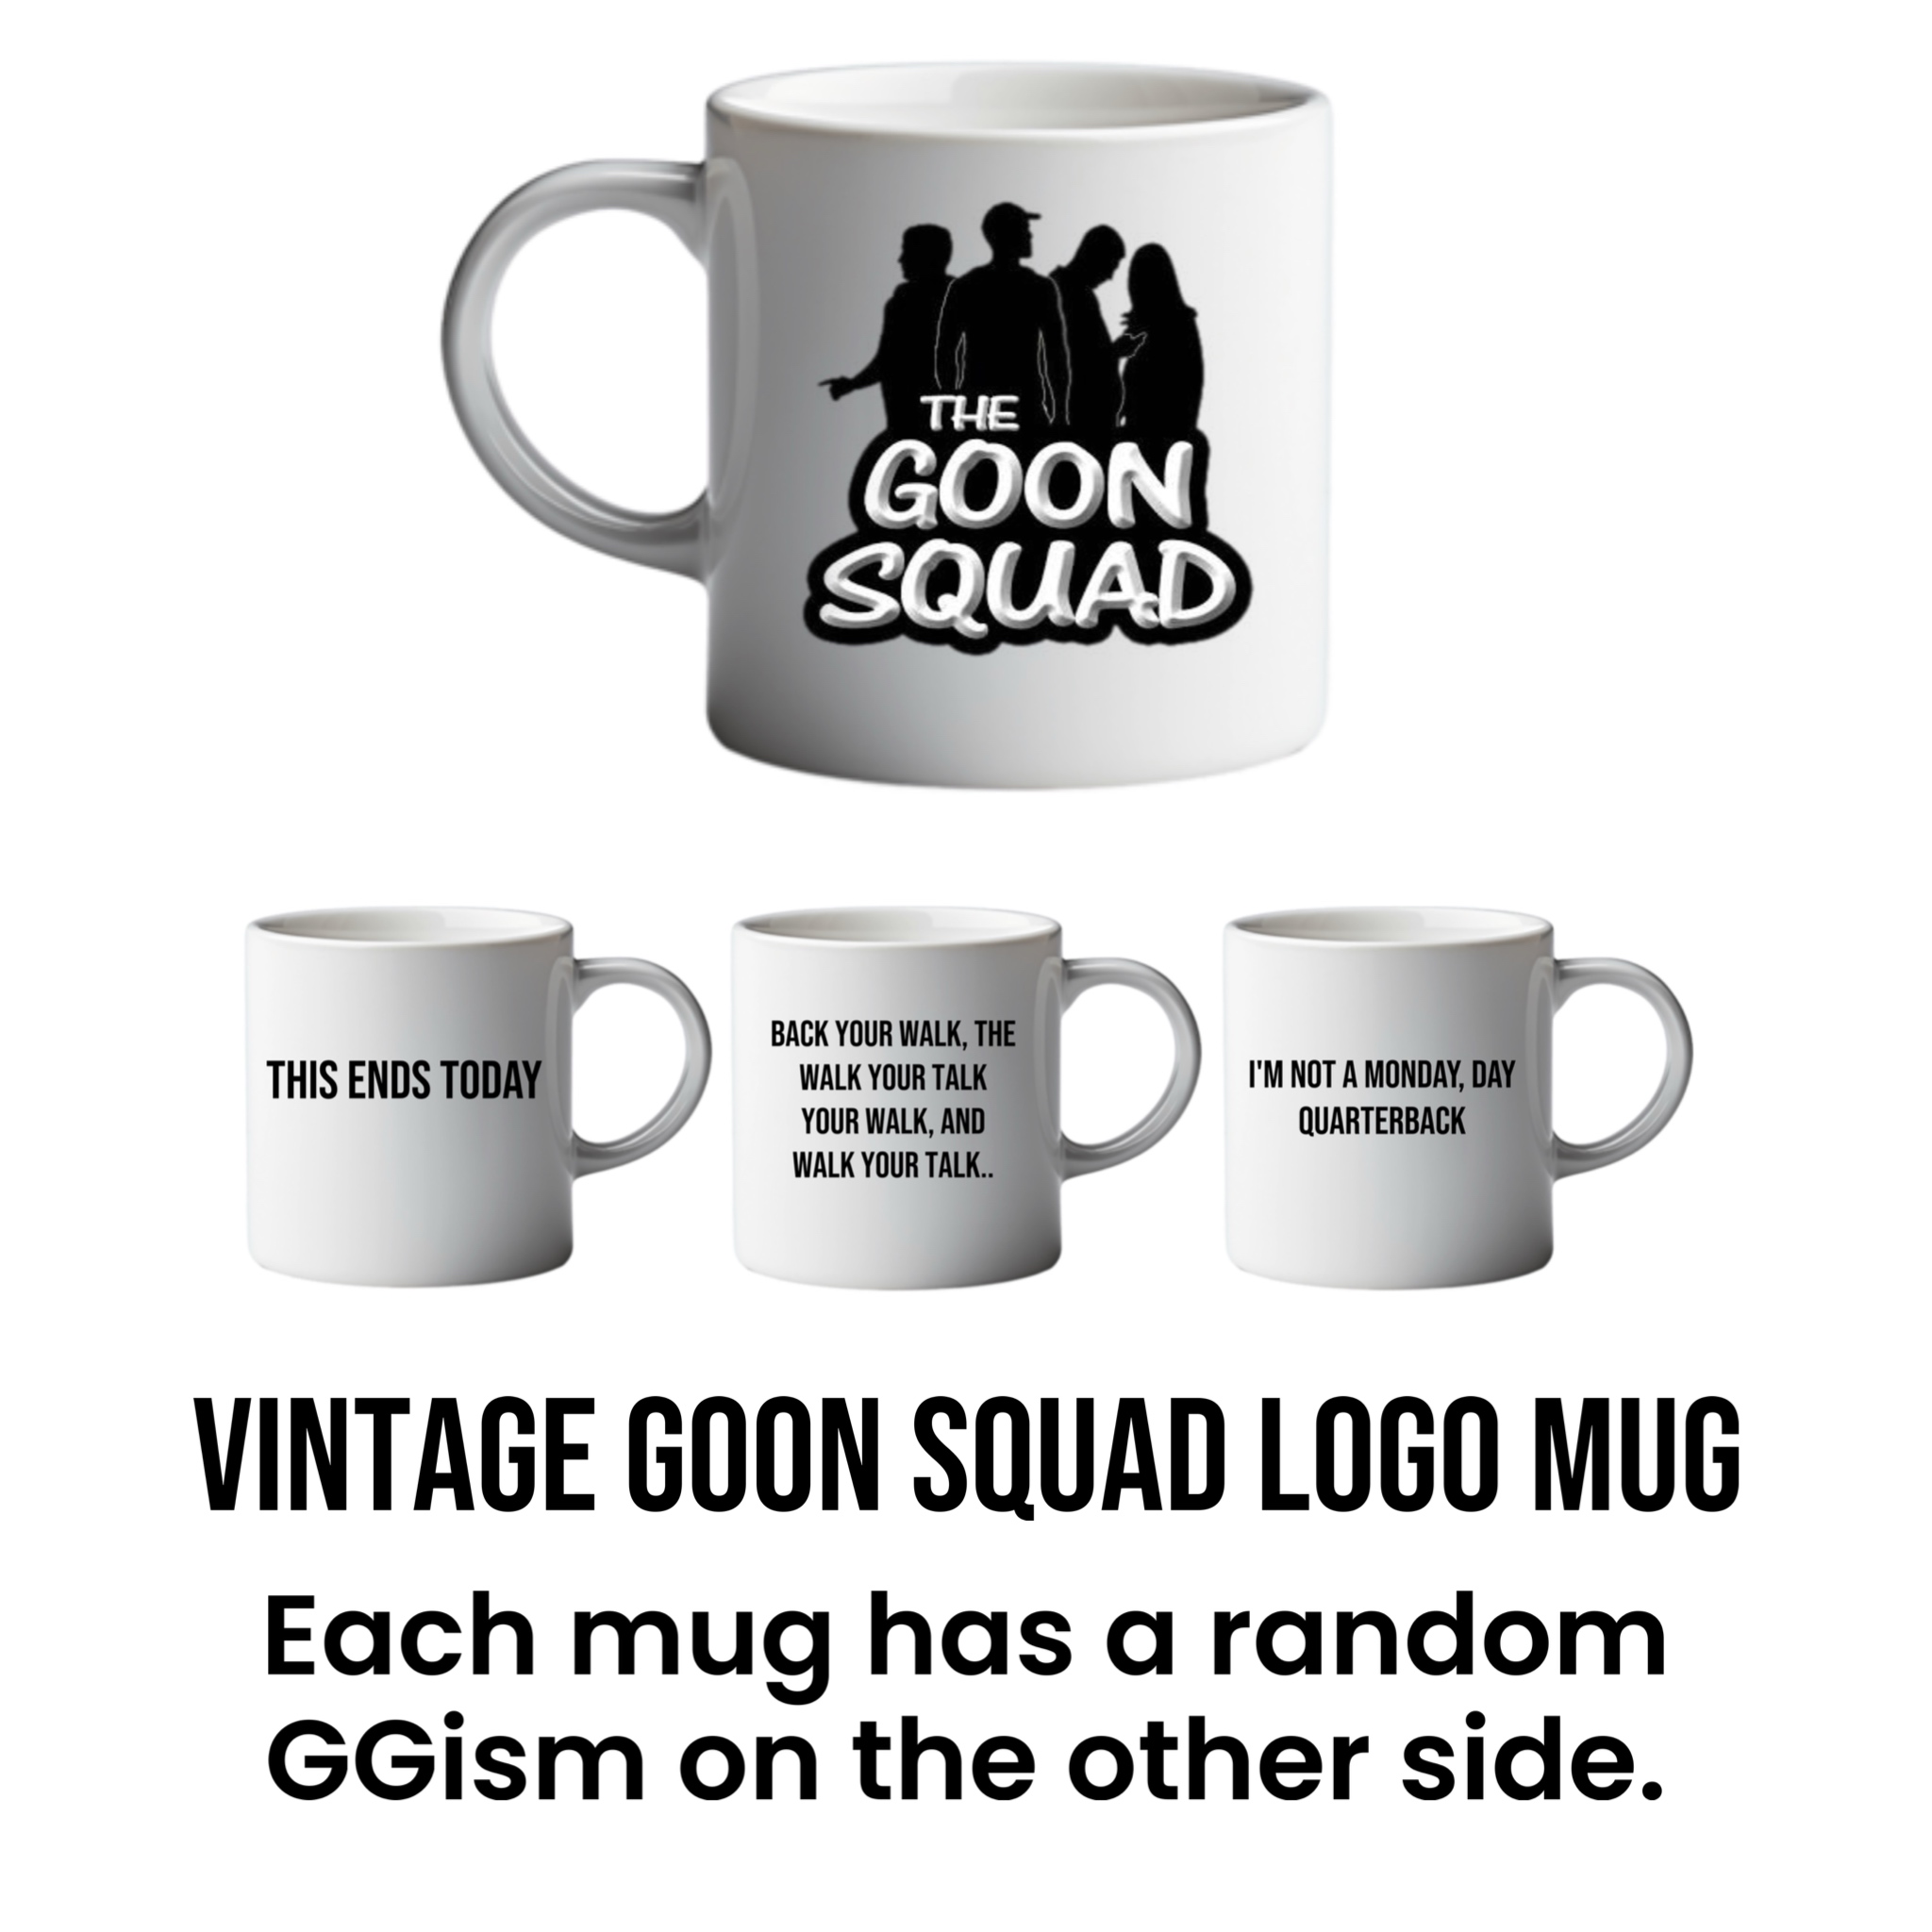 THE
GOON
SQUAD
THIS ENDS TODAY
BACK YOUR WALK, THE
WALK YOUR TALK
YOUR WALK, AND
WALK YOUR TALK..
I'M NOT A MONDAY, DAY
QUARTERBACK
VINTAGE GOON SQUAD LOGO MUG
Each mug has a random
GGism on the other side.